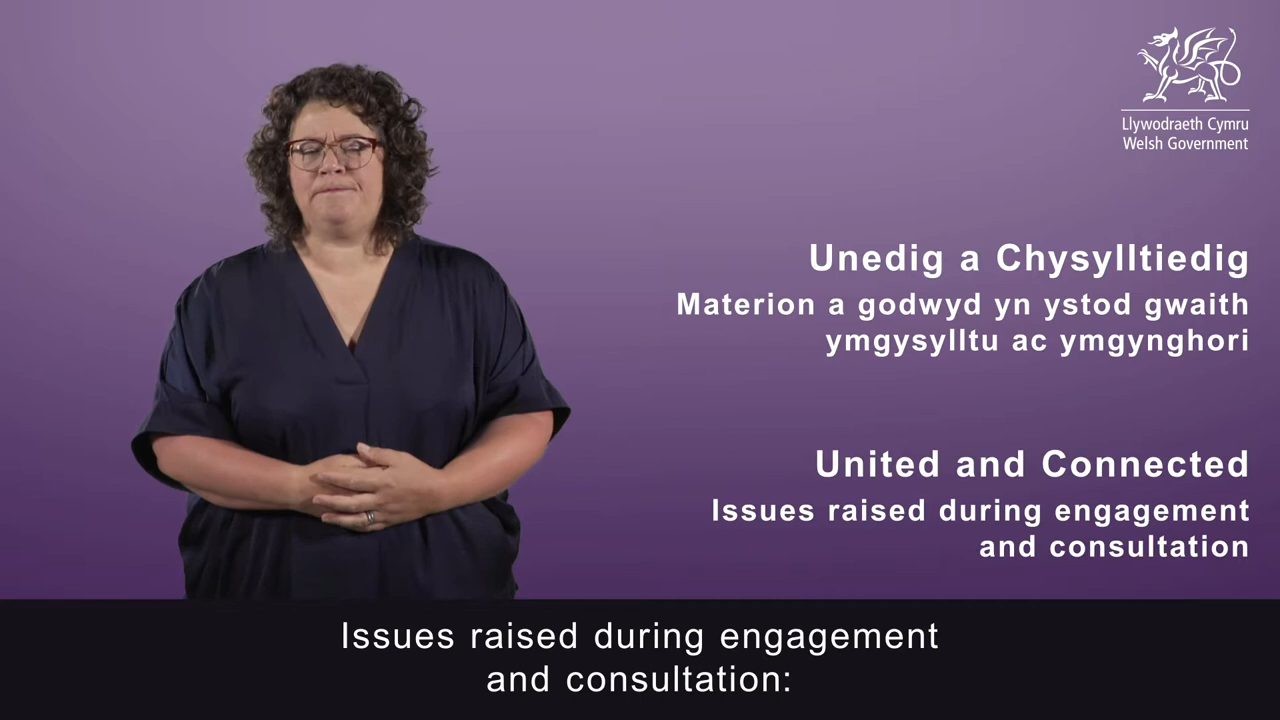 Llywodraeth Cymru
Welsh Government
Unedig a Chysylltiedig
Materion a godwyd yn ystod gwaith
ymgysylltu ac ymgynghori
United and Connected
Issues raised during engagement
and consultation
Issues raised during engagement
and consultation: